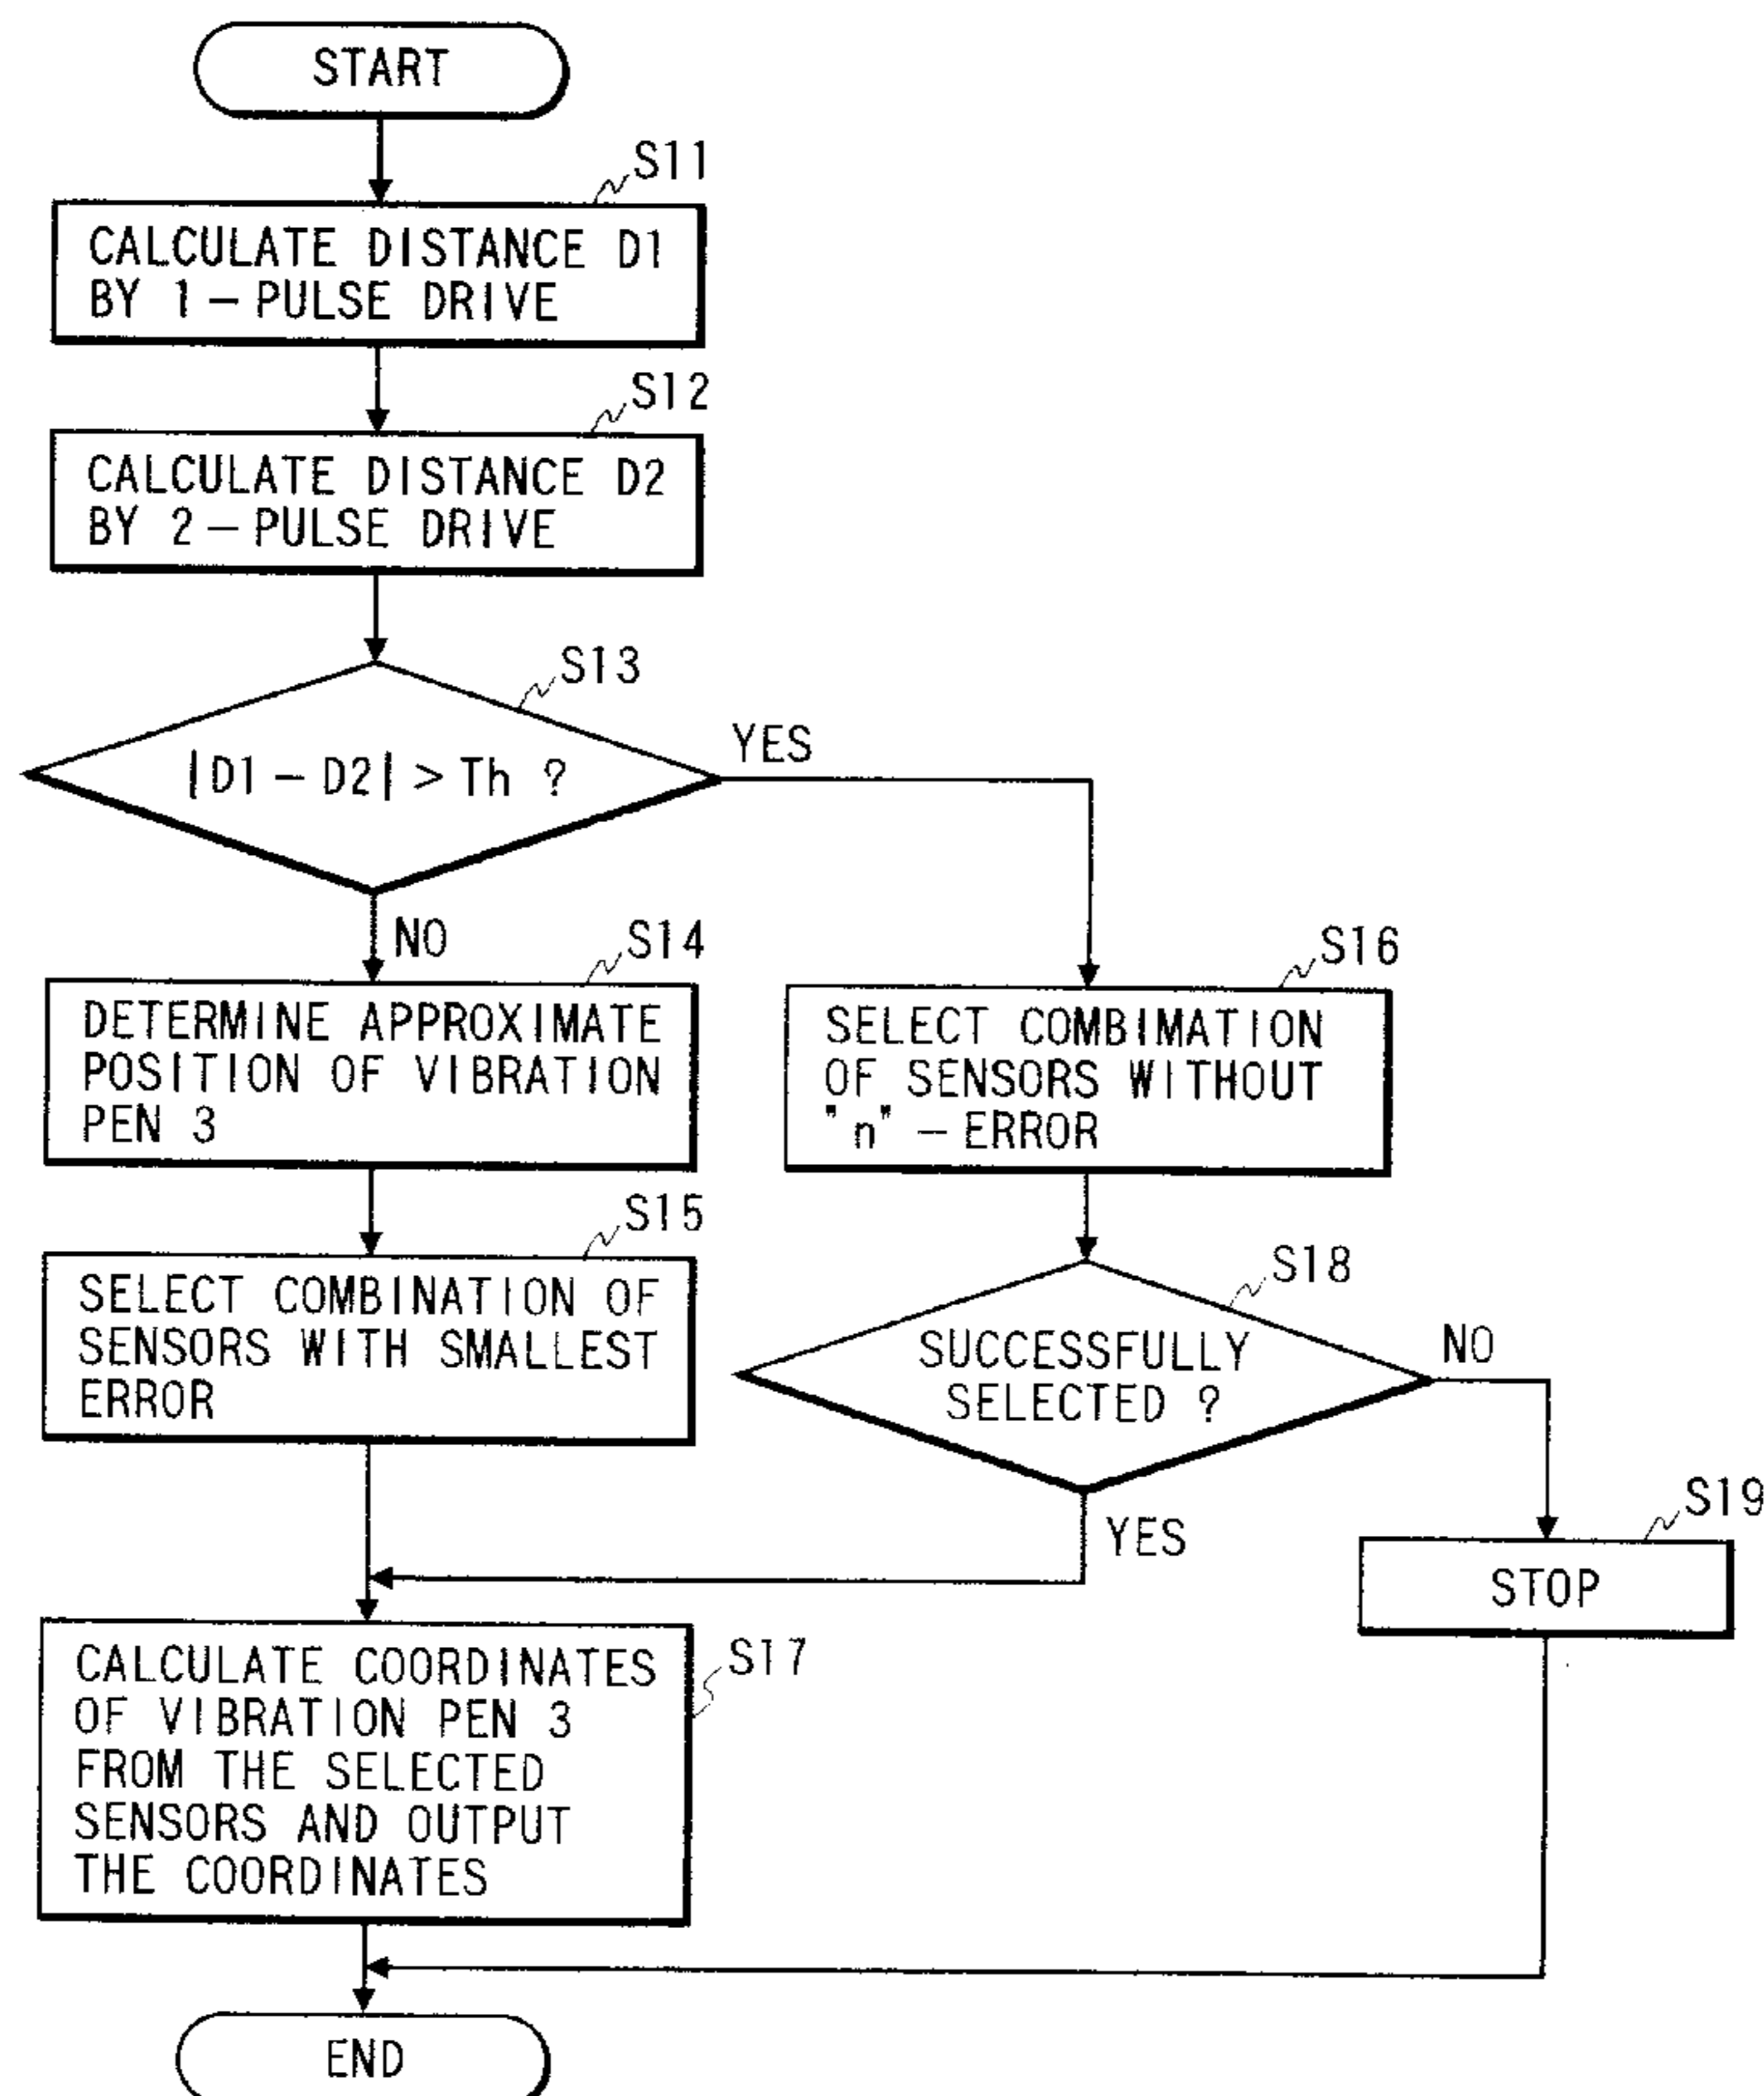 START
S11
CALCULATE DISTANCE D1
BY 1 – PULSE DRIVE
S12
CALCULATE DISTANCE D2
BY 2 – PULSE DRIVE
S13
|D1 – D2| > Th ?
YES
NO
S14
DETERMINE APPROXIMATE
POSITION OF VIBRATION
PEN 3
S16
SELECT COMBIMATION
OF SENSORS WITHOUT
"n" – ERROR
S15
SELECT COMBINATION OF
SENSORS WITH SMALLEST
ERROR
S18
SUCCESSFULLY
SELECTED ?
NO
YES
S19
STOP
S17
CALCULATE COORDINATES
OF VIBRATION PEN 3
FROM THE SELECTED
SENSORS AND OUTPUT
THE COORDINATES
END